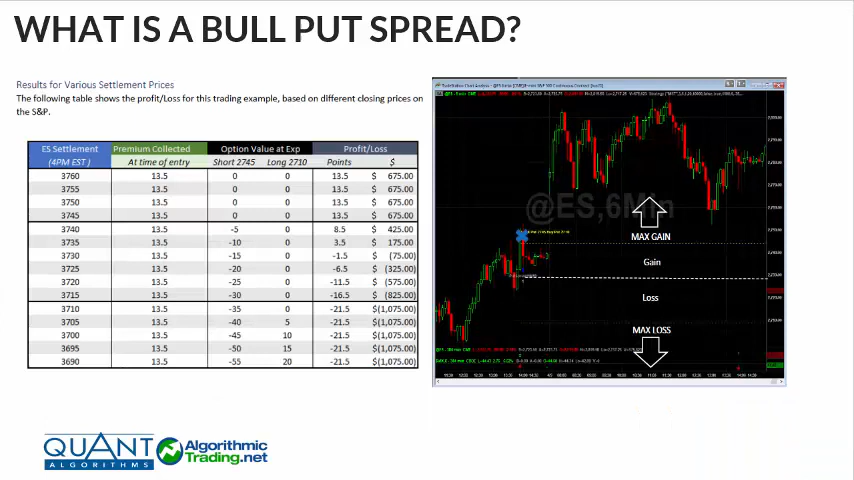 WHAT IS A BULL PUT SPREAD?
Results for Various Settlement Prices
The following table shows the profit/Loss for this trading example, based on different closing prices on
the S&P.
ES Settlement Premium Collected Option Value at Exp Profit/Loss
(4PM EST ) At time of entry Short 2745 Long 2710 Points $
3760 13.5 0 0 13.5 $ 675.00
3755 13.5 0 0 13.5 $ 675.00
3750 13.5 0 0 13.5 $ 675.00
3745 13.5 0 0 13.5 $ 675.00
3740 13.5 -5 0 8.5 $ 425.00
3735 13.5 -10 0 3.5 $ 175.00
3730 13.5 -15 0 -1.5 $ (75.00)
3725 13.5 -20 0 -6.5 $ (325.00)
3720 13.5 -25 0 -11.5 $ (575.00)
3715 13.5 -30 0 -16.5 $ (825.00)
3710 13.5 -35 0 -21.5 $(1,075.00)
3705 13.5 -40 5 -21.5 $(1,075.00)
3700 13.5 -45 10 -21.5 $(1,075.00)
3695 13.5 -50 15 -21.5 $(1,075.00)
3690 13.5 -55 20 -21.5 $(1,075.00)
@ES,6Min
MAX GAIN
Gain
Loss
MAX LOSS
QUANT
ALGORITHMS
Algorithmic
Trading.net